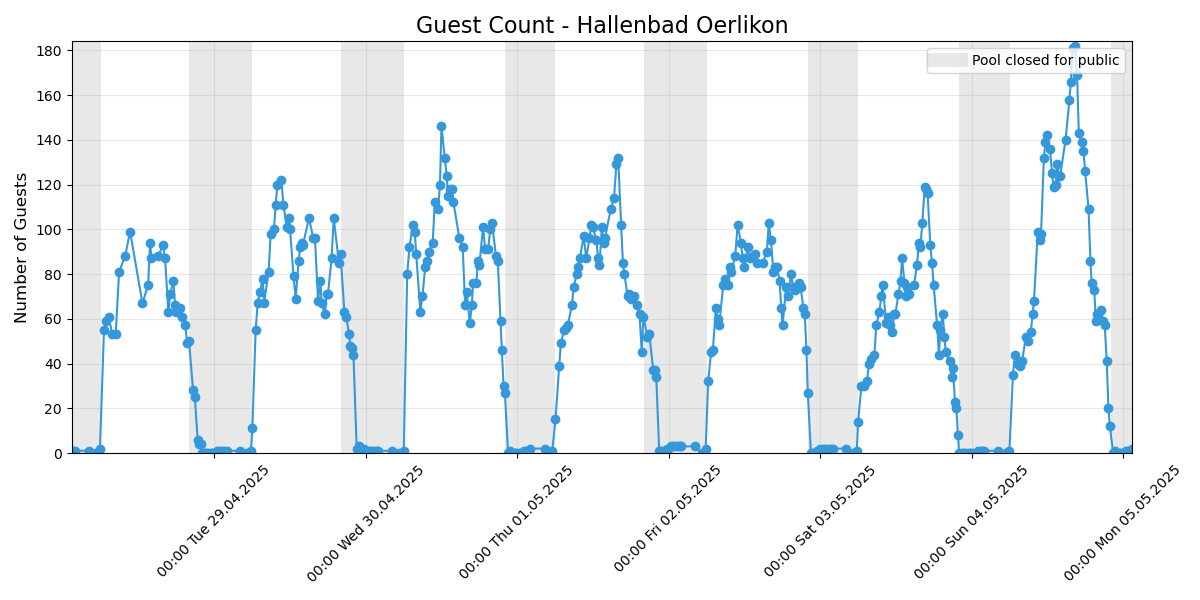 Guest Count - Hallenbad Oerlikon
Pool closed for public
Number of Guests
180
160
140
120
100
80
60
40
20
0
00:00 Tue 29.04.2025
00:00 Wed 30.04.2025
00:00 Thu 01.05.2025
00:00 Fri 02.05.2025
00:00 Sat 03.05.2025
00:00 Sun 04.05.2025
00:00 Mon 05.05.2025